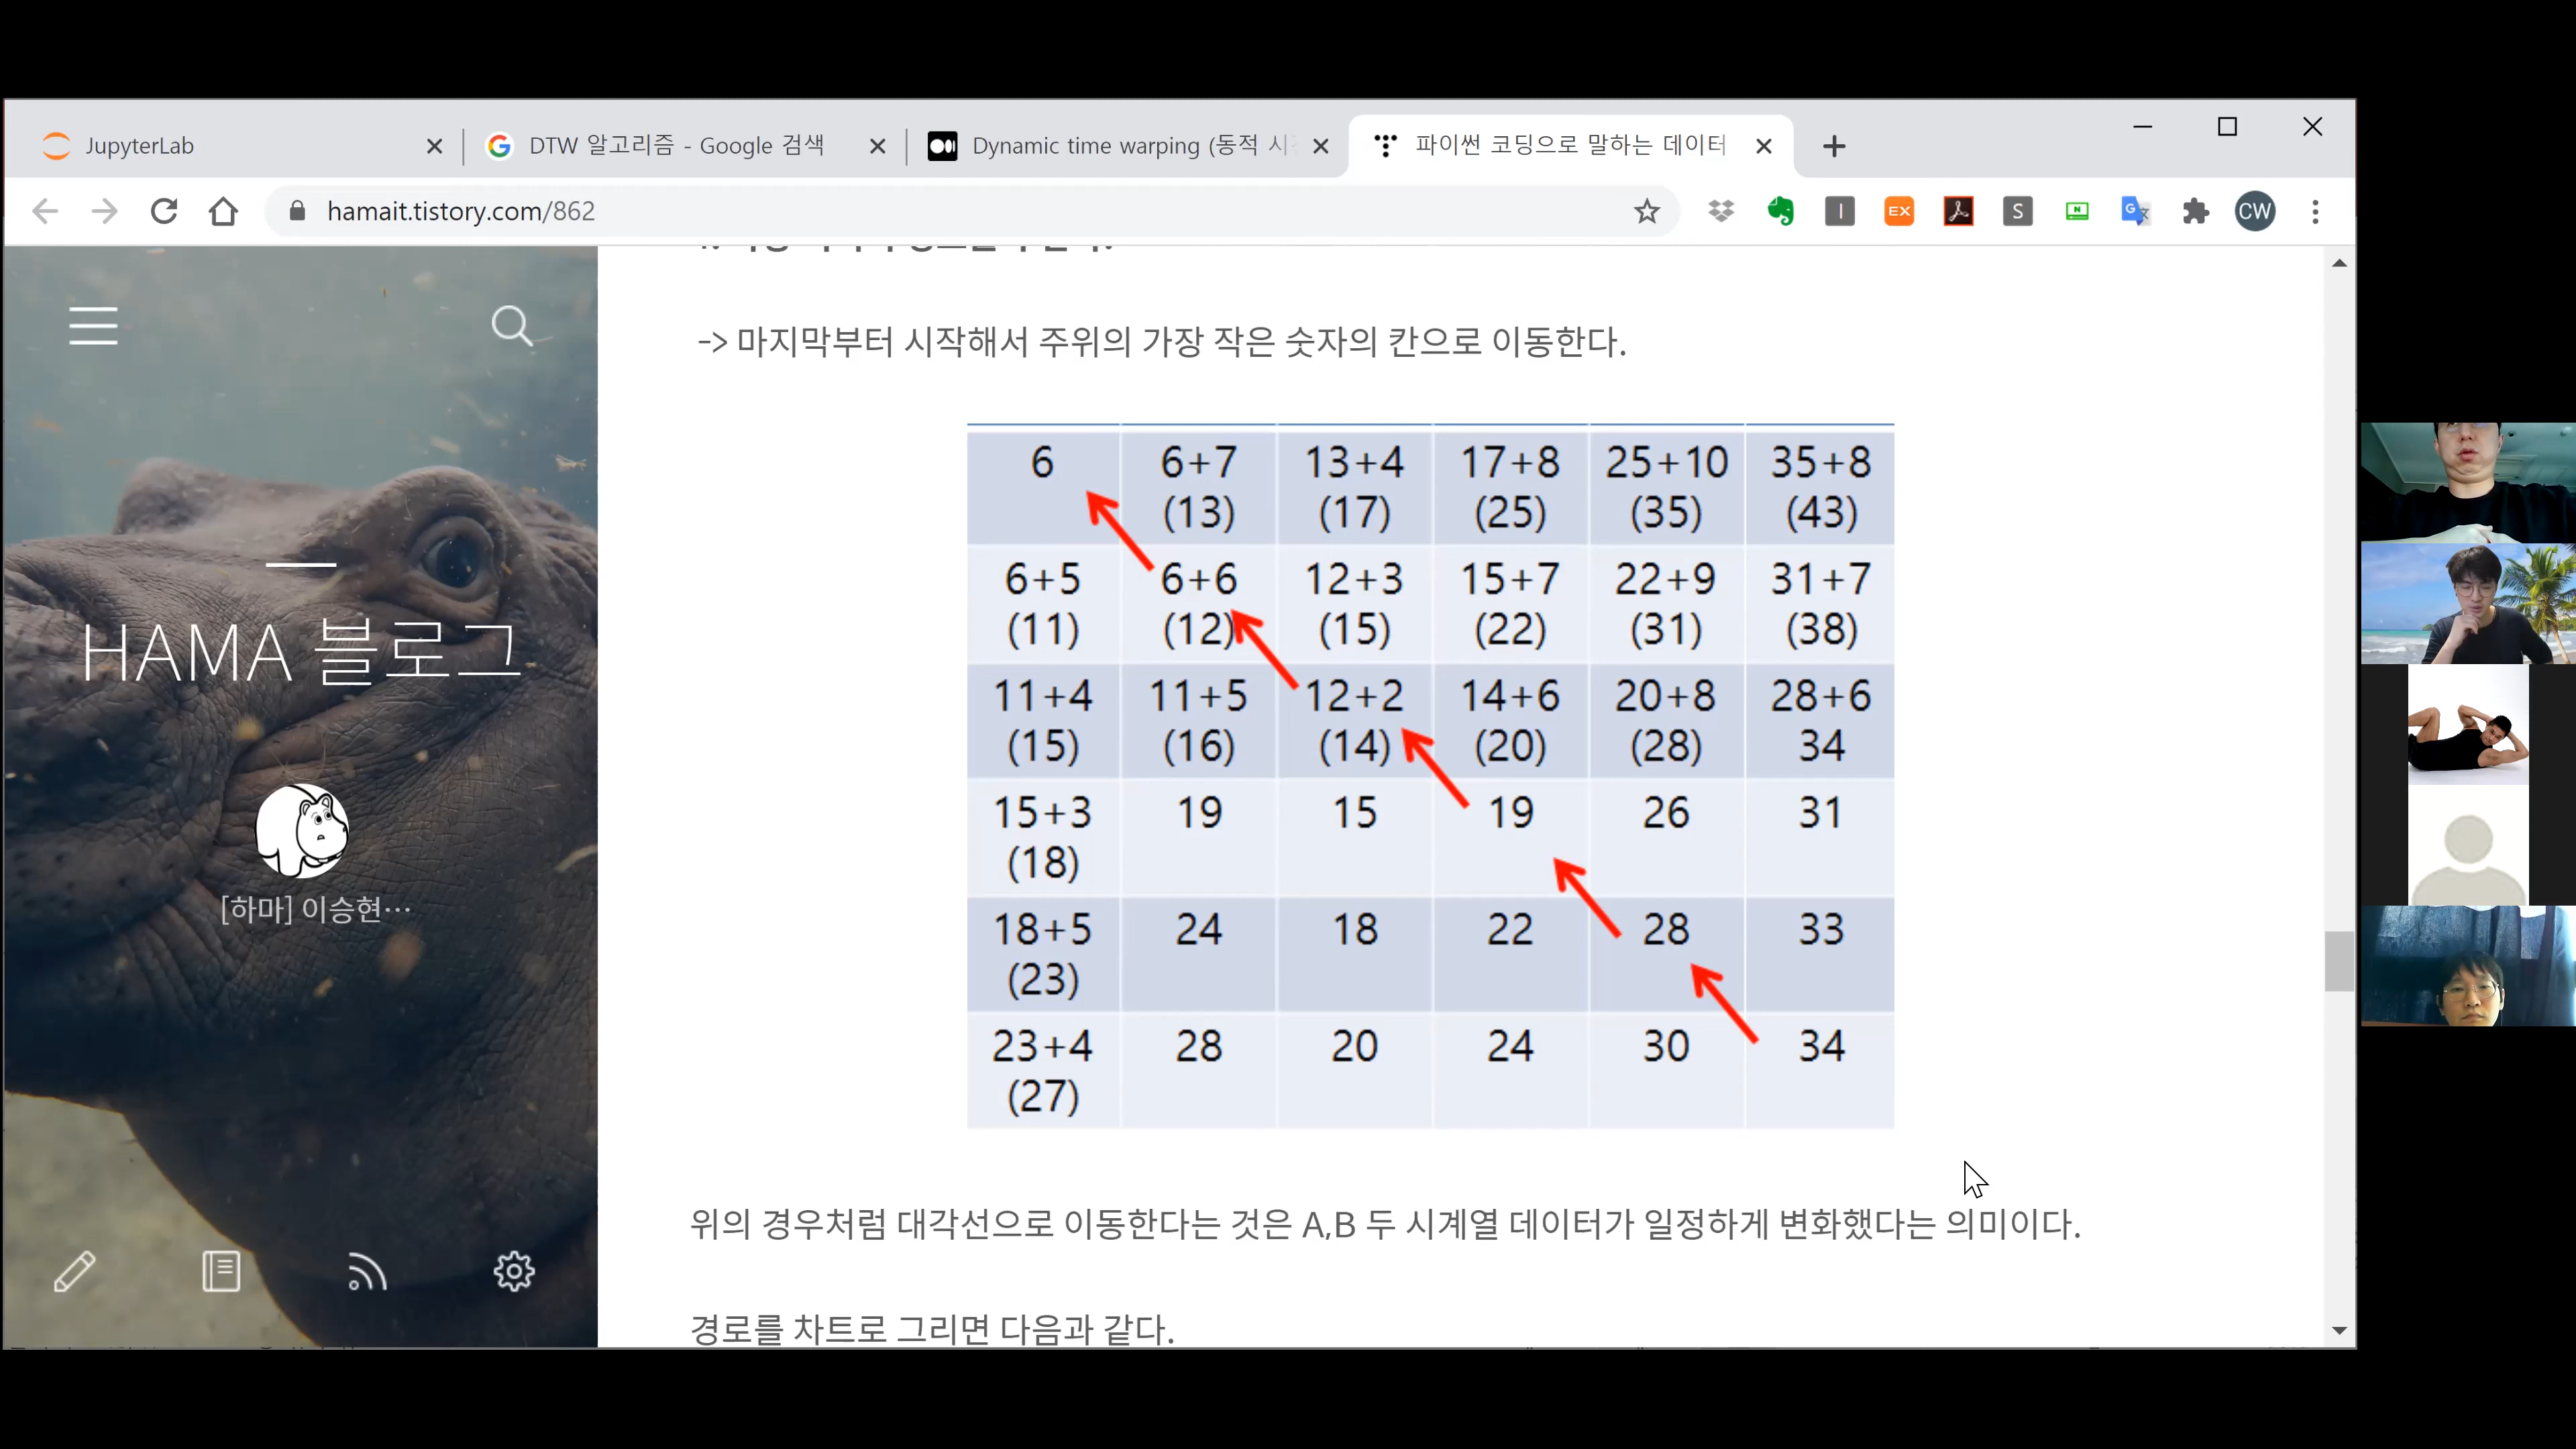 JupyterLab
DTW 알고리즘 - Google 검색
Dynamic time warping (동적 시
파이썬 코딩으로 말하는 데이터
hamait.tistory.com/862
EX
S
N
CW
HAMA 블로그
[하마] 이승현…
-> 마지막부터 시작해서 주위의 가장 작은 숫자의 칸으로 이동한다.
6 6+7 13+4 17+8 25+10 35+8
(13) (17) (25) (35) (43)
6+5 6+6 12+3 15+7 22+9 31+7
(11) (12) (15) (22) (31) (38)
11+4 11+5 12+2 14+6 20+8 28+6
(15) (16) (14) (20) (28) 34
15+3 19 15 19 26 31
(18)
18+5 24 18 22 28 33
(23)
23+4 28 20 24 30 34
(27)
위의 경우처럼 대각선으로 이동한다는 것은 A,B 두 시계열 데이터가 일정하게 변화했다는 의미이다.
경로를 차트로 그리면 다음과 같다.